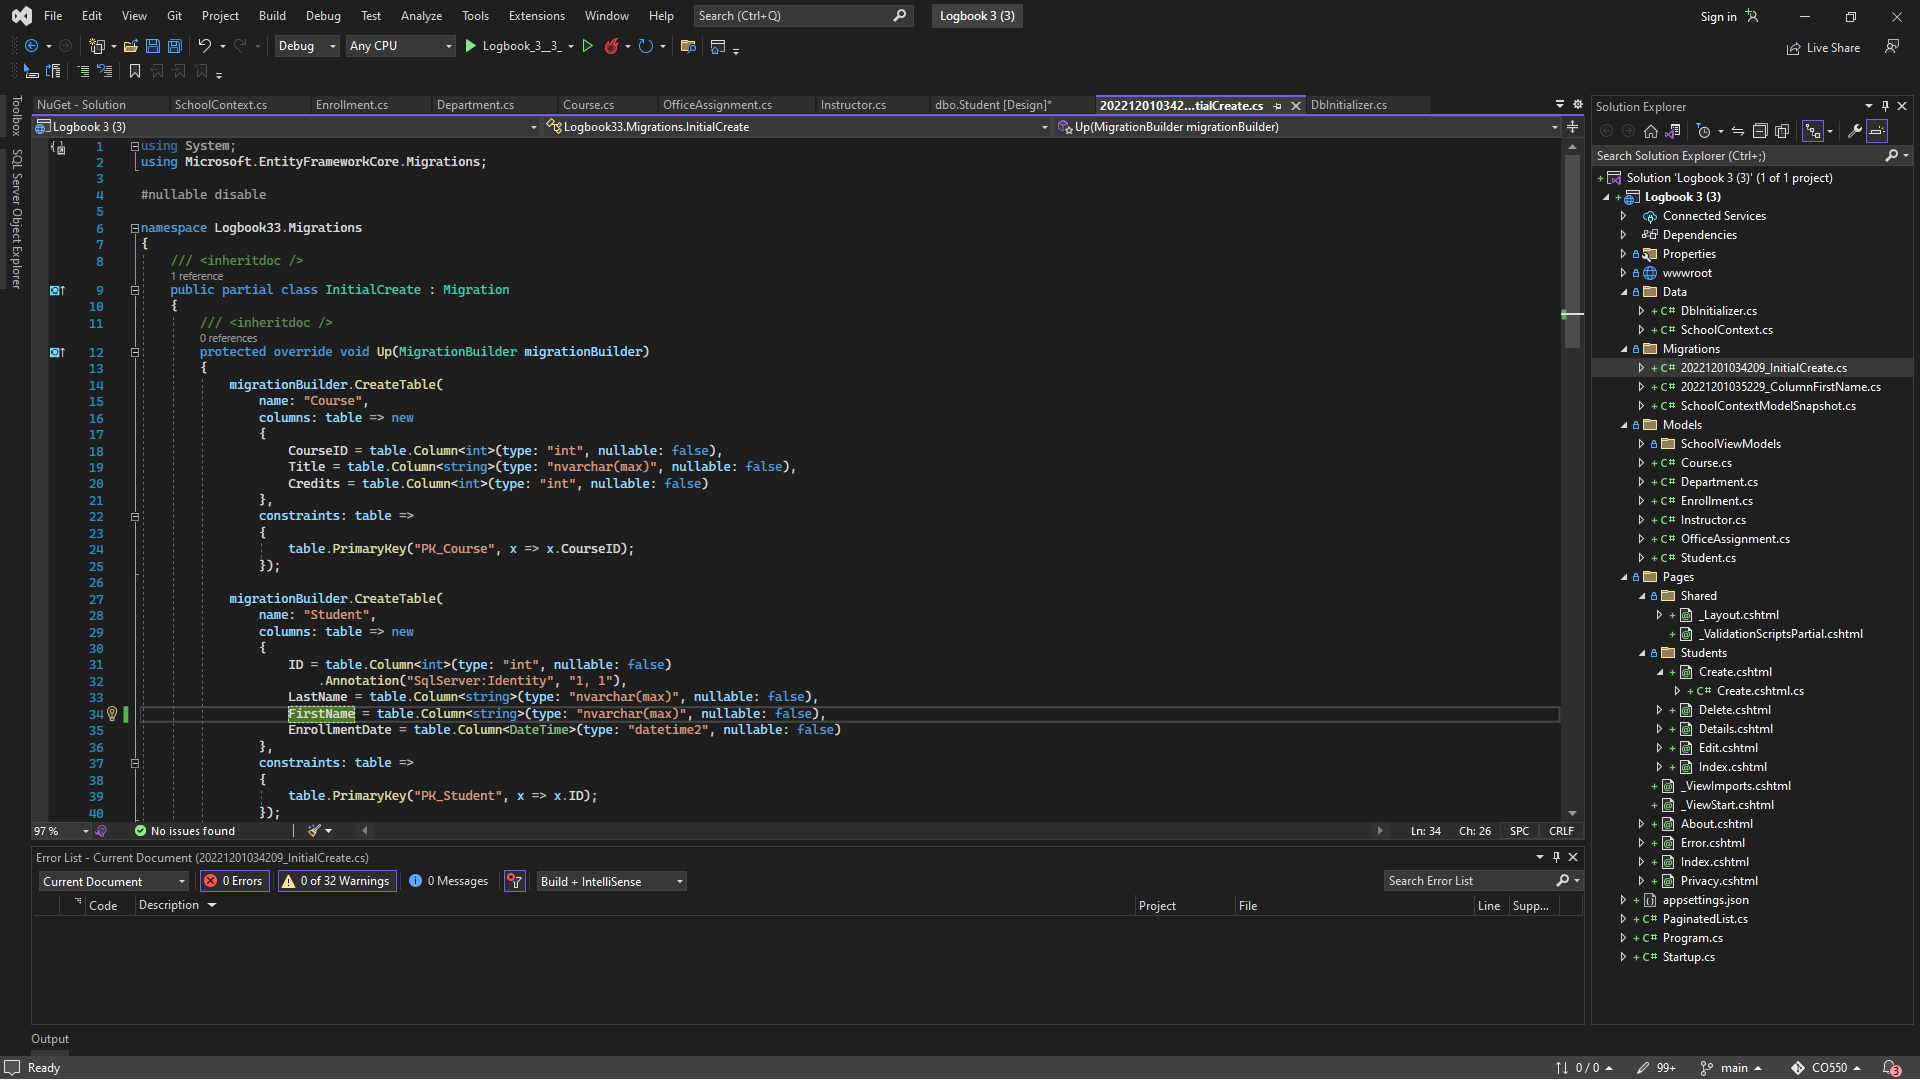 File Edit View Git Project Build Debug Test Analyze Tools Extensions Window Help Search (Ctrl+Q) Logbook 3 (3) Sign in
Debug Any CPU Logbook_3__3_ Live Share
Toolbox
SQL Server Object Explorer
NuGet - Solution SchoolContext.cs Enrollment.cs Department.cs Course.cs OfficeAssignment.cs Instructor.cs dbo.Student [Design]* 202212010342...tialCreate.cs DbInitializer.cs
Logbook 3 (3) Logbook33.Migrations.InitialCreate Up(MigrationBuilder migrationBuilder)
1 using System;
2 using Microsoft.EntityFrameworkCore.Migrations;
3
4 #nullable disable
5
6 namespace Logbook33.Migrations
7 {
8 /// <inheritdoc />
1 reference
9 public partial class InitialCreate : Migration
10 {
11 /// <inheritdoc />
0 references
12 protected override void Up(MigrationBuilder migrationBuilder)
13 {
14 migrationBuilder.CreateTable(
15 name: "Course",
16 columns: table => new
17 {
18 CourseID = table.Column<int>(type: "int", nullable: false),
19 Title = table.Column<string>(type: "nvarchar(max)", nullable: false),
20 Credits = table.Column<int>(type: "int", nullable: false)
21 },
22 constraints: table =>
23 {
24 table.PrimaryKey("PK_Course", x => x.CourseID);
25 });
26
27 migrationBuilder.CreateTable(
28 name: "Student",
29 columns: table => new
30 {
31 ID = table.Column<int>(type: "int", nullable: false)
32 .Annotation("SqlServer:Identity", "1, 1"),
33 LastName = table.Column<string>(type: "nvarchar(max)", nullable: false),
34 FirstName = table.Column<string>(type: "nvarchar(max)", nullable: false),
35 EnrollmentDate = table.Column<DateTime>(type: "datetime2", nullable: false)
36 },
37 constraints: table =>
38 {
39 table.PrimaryKey("PK_Student", x => x.ID);
40 });
97 % No issues found Ln: 34 Ch: 26 SPC CRLF
Error List - Current Document (20221201034209_InitialCreate.cs)
Current Document 0 Errors 0 of 32 Warnings 0 Messages Build + IntelliSense Search Error List
Code Description Project File Line Supp...
Output
Solution Explorer
Search Solution Explorer (Ctrl+;)
Solution 'Logbook 3 (3)' (1 of 1 project)
Logbook 3 (3)
Connected Services
Dependencies
Properties
wwwroot
Data
C# DbInitializer.cs
C# SchoolContext.cs
Migrations
C# 20221201034209_InitialCreate.cs
C# 20221201035229_ColumnFirstName.cs
C# SchoolContextModelSnapshot.cs
Models
SchoolViewModels
C# Course.cs
C# Department.cs
C# Enrollment.cs
C# Instructor.cs
C# OfficeAssignment.cs
C# Student.cs
Pages
Shared
_Layout.cshtml
_ValidationScriptsPartial.cshtml
Students
Create.cshtml
C# Create.cshtml.cs
Delete.cshtml
Details.cshtml
Edit.cshtml
Index.cshtml
_ViewImports.cshtml
_ViewStart.cshtml
About.cshtml
Error.cshtml
Index.cshtml
Privacy.cshtml
appsettings.json
C# PaginatedList.cs
C# Program.cs
C# Startup.cs
Ready 0 / 0 99+ main CO550 3